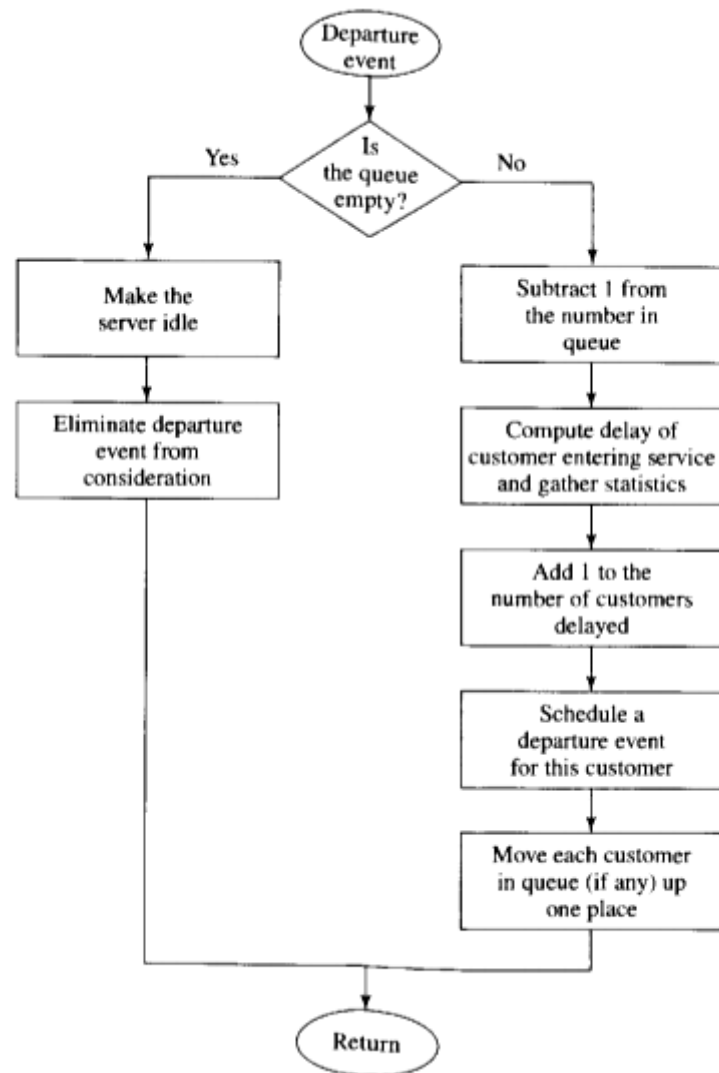 Departure
event
Is
the queue
empty?
Yes
No
Make the
server idle
Eliminate departure
event from
consideration
Subtract 1 from
the number in
queue
Compute delay of
customer entering service
and gather statistics
Add 1 to the
number of customers
delayed
Schedule a
departure event
for this customer
Move each customer
in queue (if any) up
one place
Return